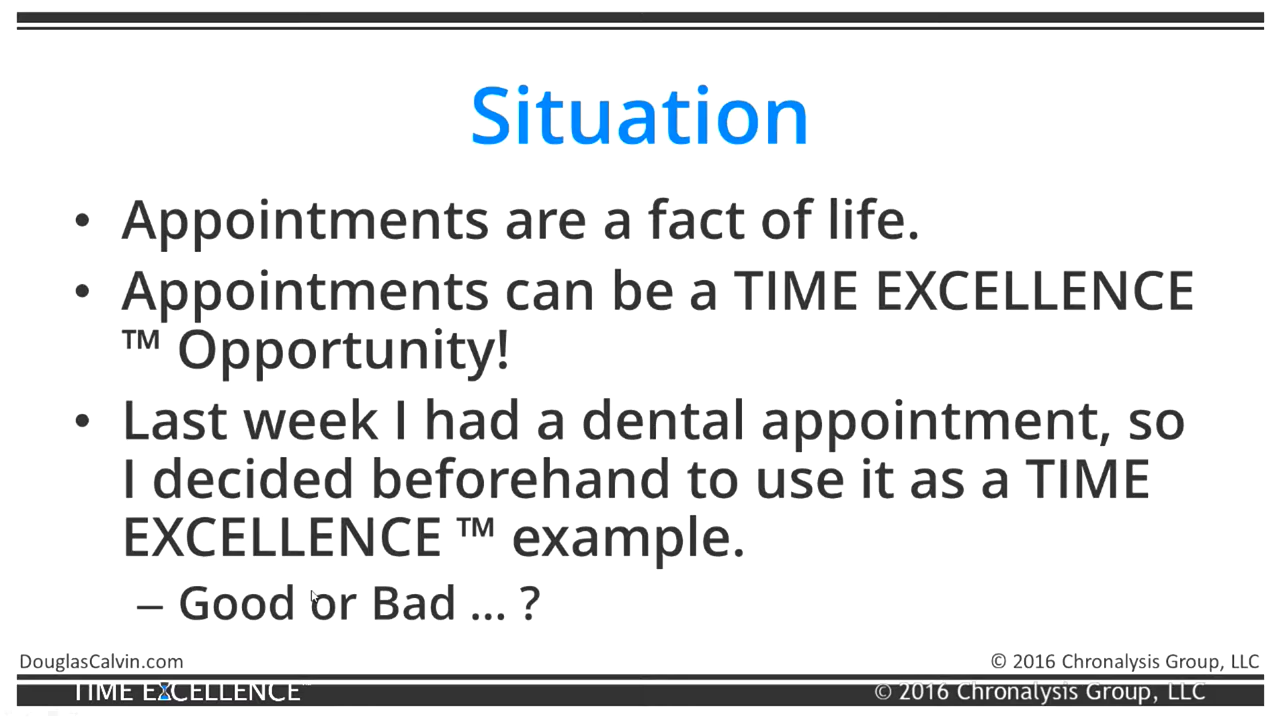 Situation
• Appointments are a fact of life.
• Appointments can be a TIME EXCELLENCE
™ Opportunity!
• Last week I had a dental appointment, so
I decided beforehand to use it as a TIME
EXCELLENCE ™ example.
– Good or Bad ... ?
DouglasCalvin.com
© 2016 Chronalysis Group, LLC
TIME EXCELLENCE™
© 2016 Chronalysis Group, LLC